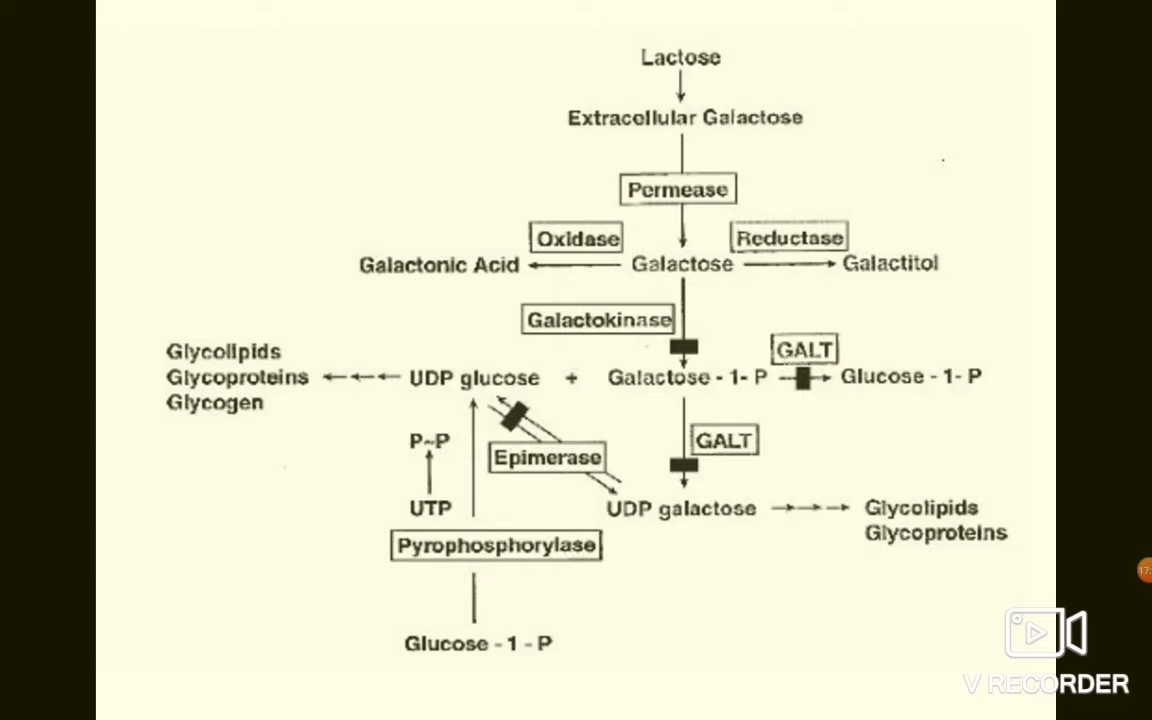 Lactose
Extracellular Galactose
Permease
Oxidase
Reductase
Galactonic Acid
Galactose
Galactitol
Galactokinase
GALT
Glycolipids
Glycoproteins
Glycogen
UDP glucose + Galactose - 1- P
Glucose - 1- P
P~P
GALT
Epimerase
UTP
UDP galactose
Glycolipids
Glycoproteins
Pyrophosphorylase
Glucose - 1 - P
17:
V RECORDER